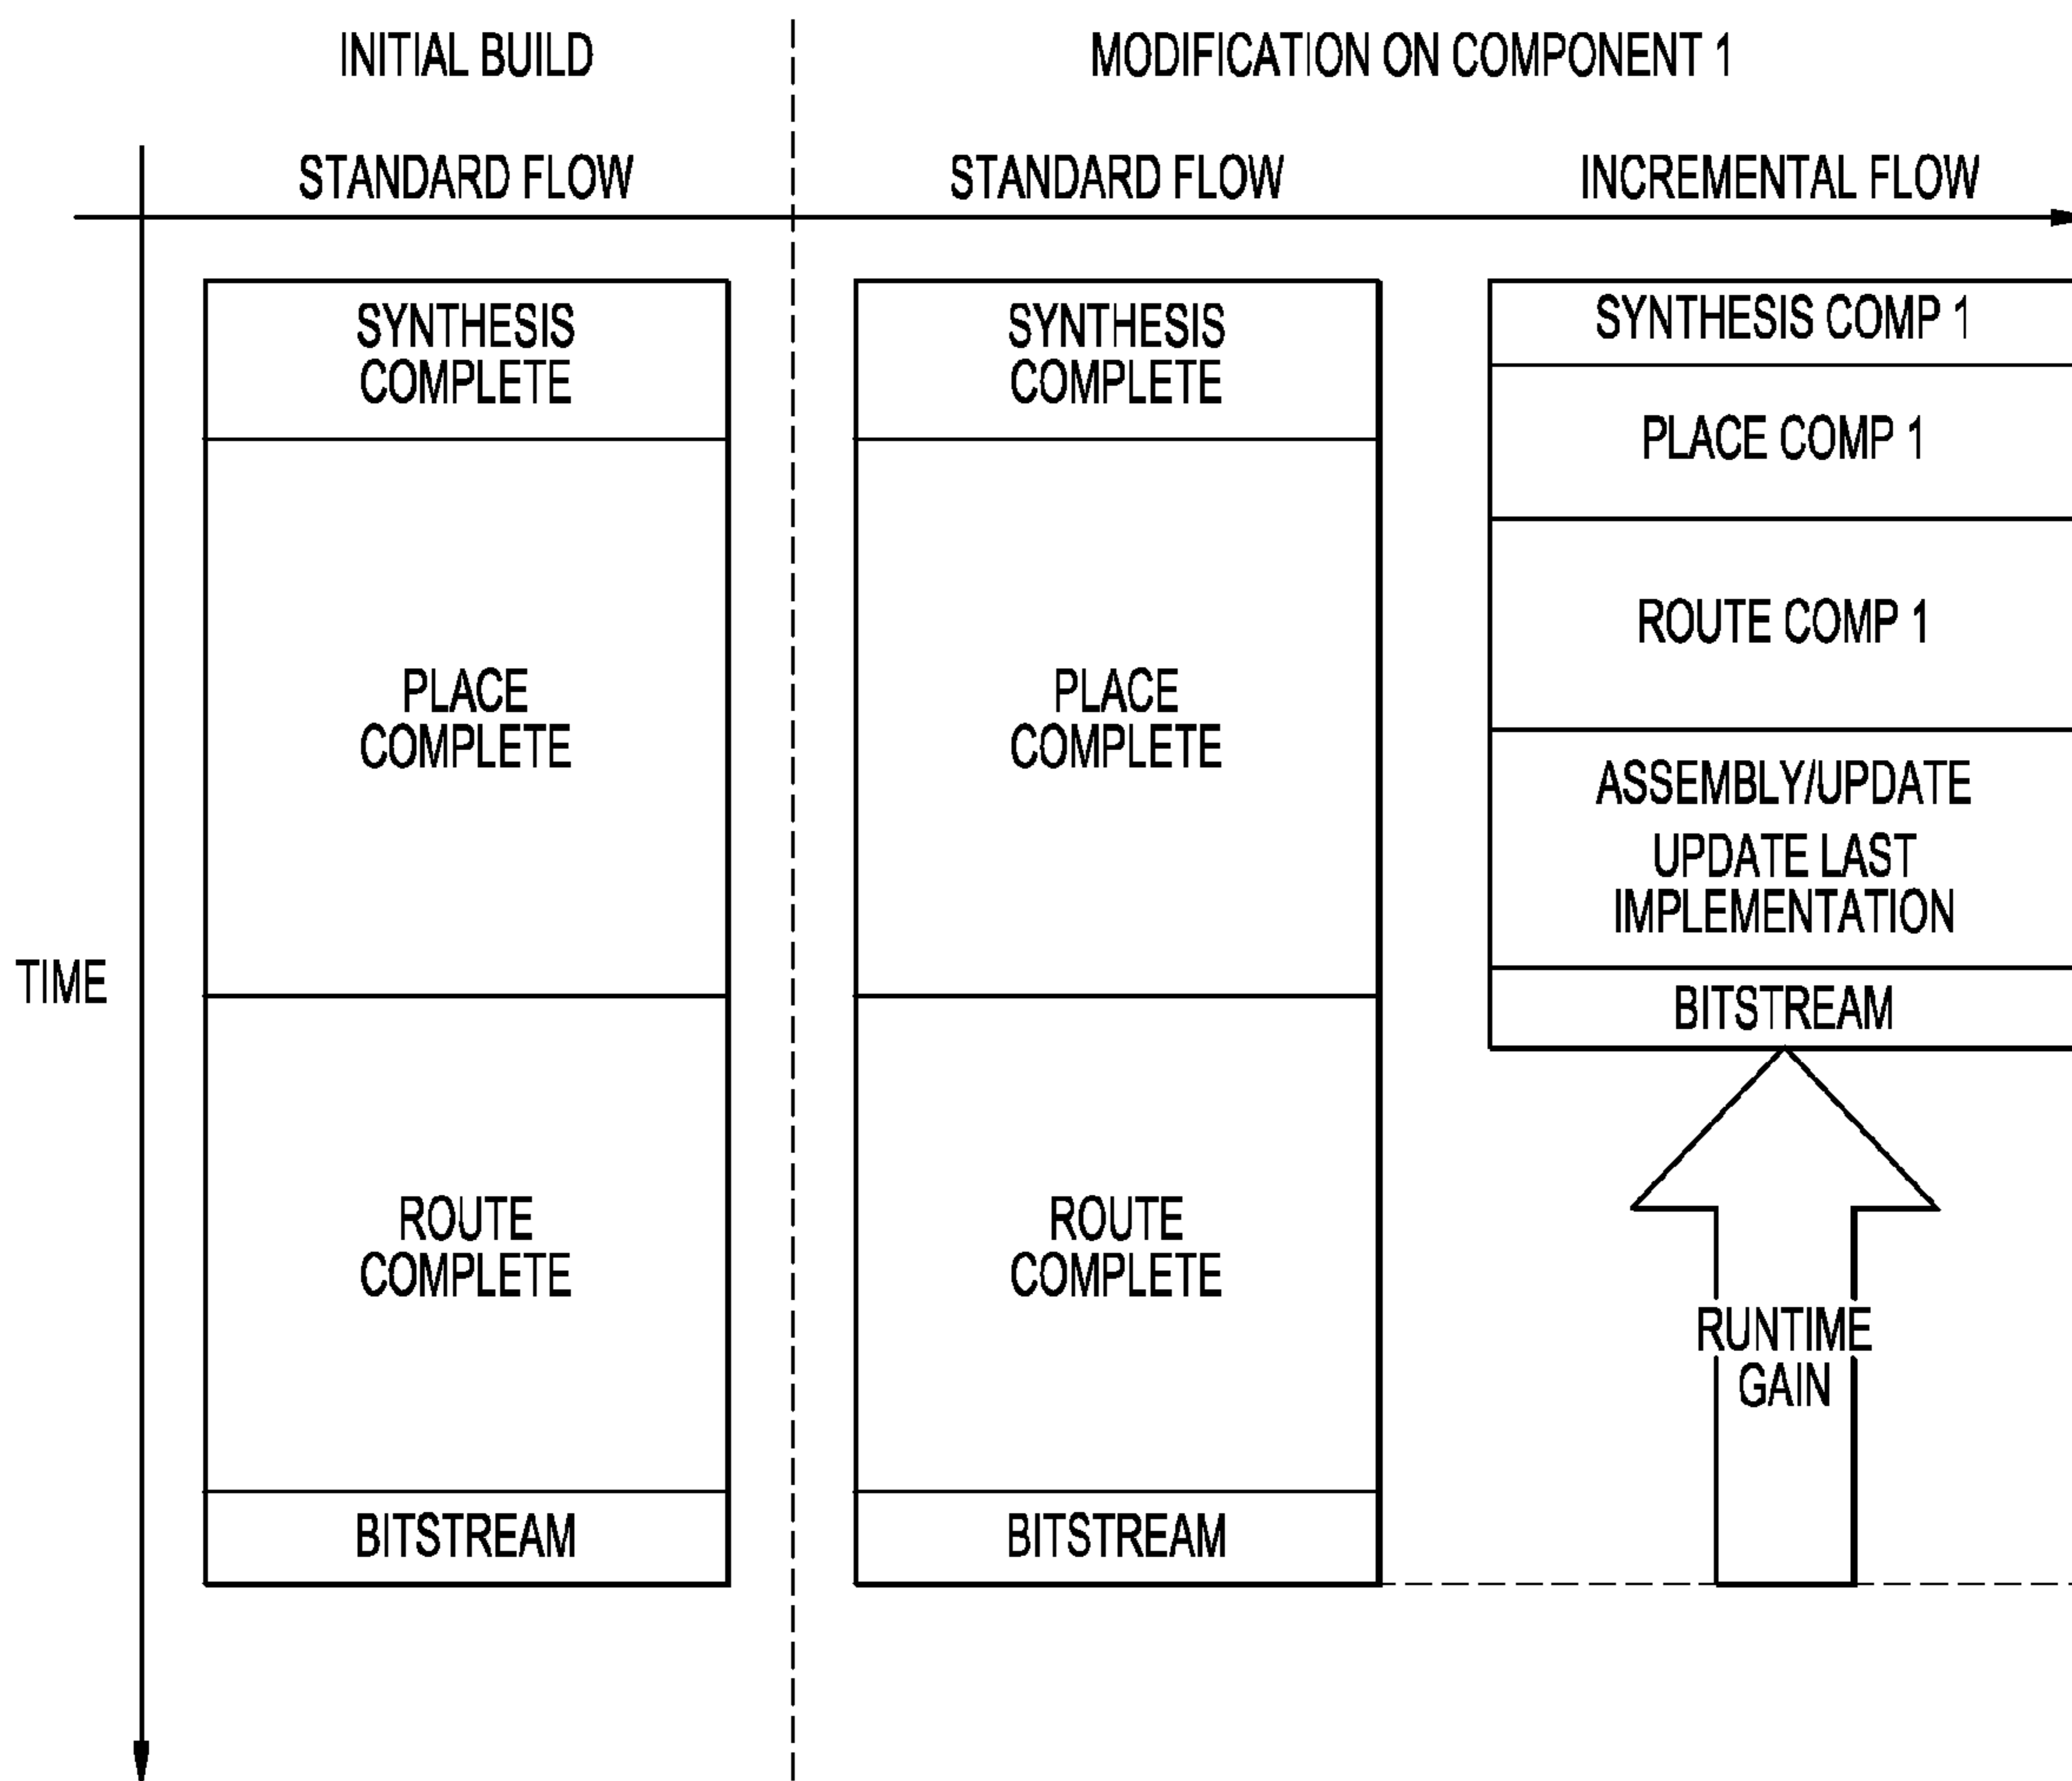 INITIAL BUILD
MODIFICATION ON COMPONENT 1
STANDARD FLOW
STANDARD FLOW
INCREMENTAL FLOW
TIME
SYNTHESIS
COMPLETE
PLACE
COMPLETE
ROUTE
COMPLETE
BITSTREAM
SYNTHESIS
COMPLETE
PLACE
COMPLETE
ROUTE
COMPLETE
BITSTREAM
SYNTHESIS COMP 1
PLACE COMP 1
ROUTE COMP 1
ASSEMBLY/UPDATE
UPDATE LAST
IMPLEMENTATION
BITSTREAM
RUNTIME
GAIN